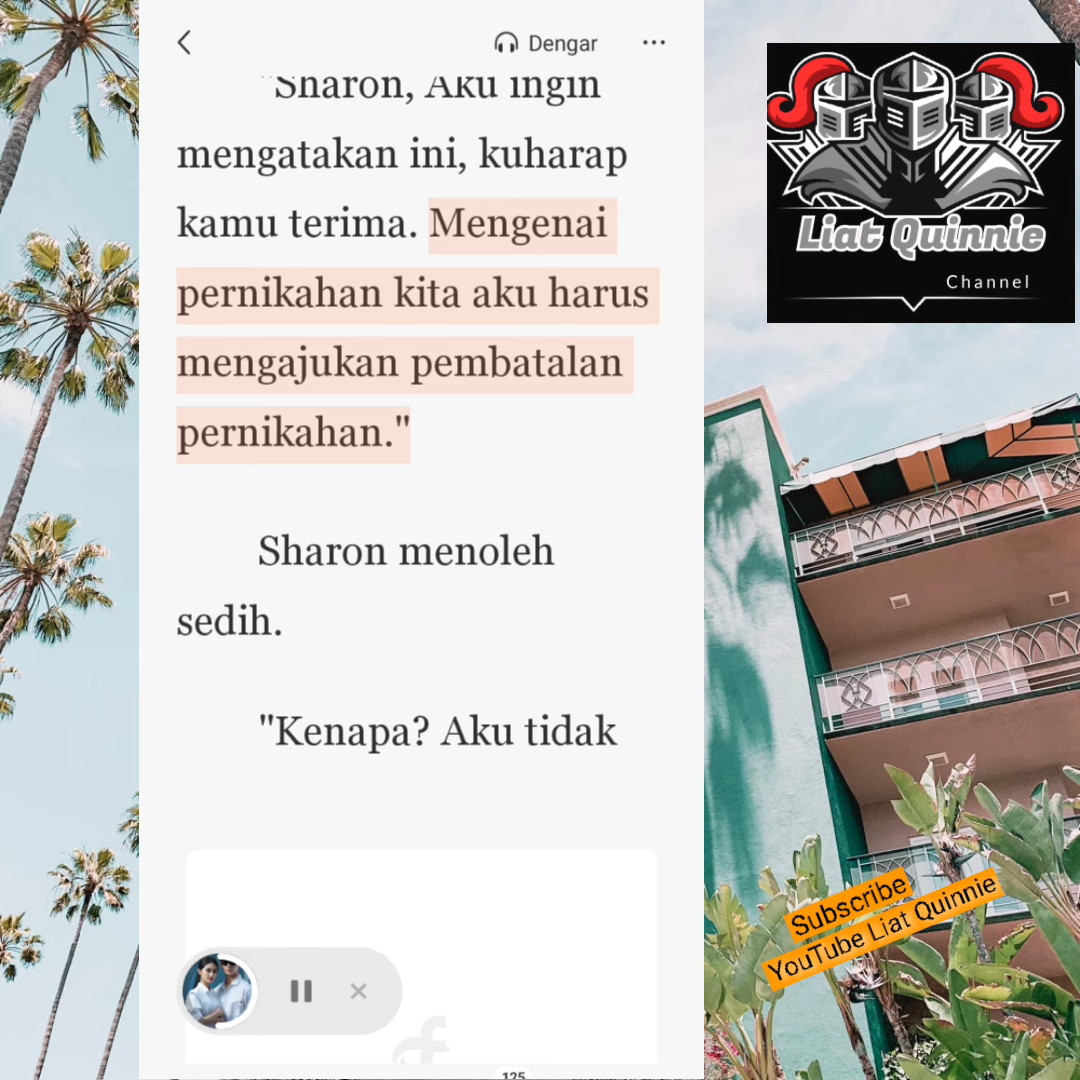 Dengar
"Sharon, Aku ingin
mengatakan ini, kuharap
kamu terima. Mengenai
pernikahan kita aku harus
mengajukan pembatalan
pernikahan."
Sharon menoleh
sedih.
"Kenapa? Aku tidak
125
Liat Quinnie
Channel
Subscribe
YouTube Liat Quinnie